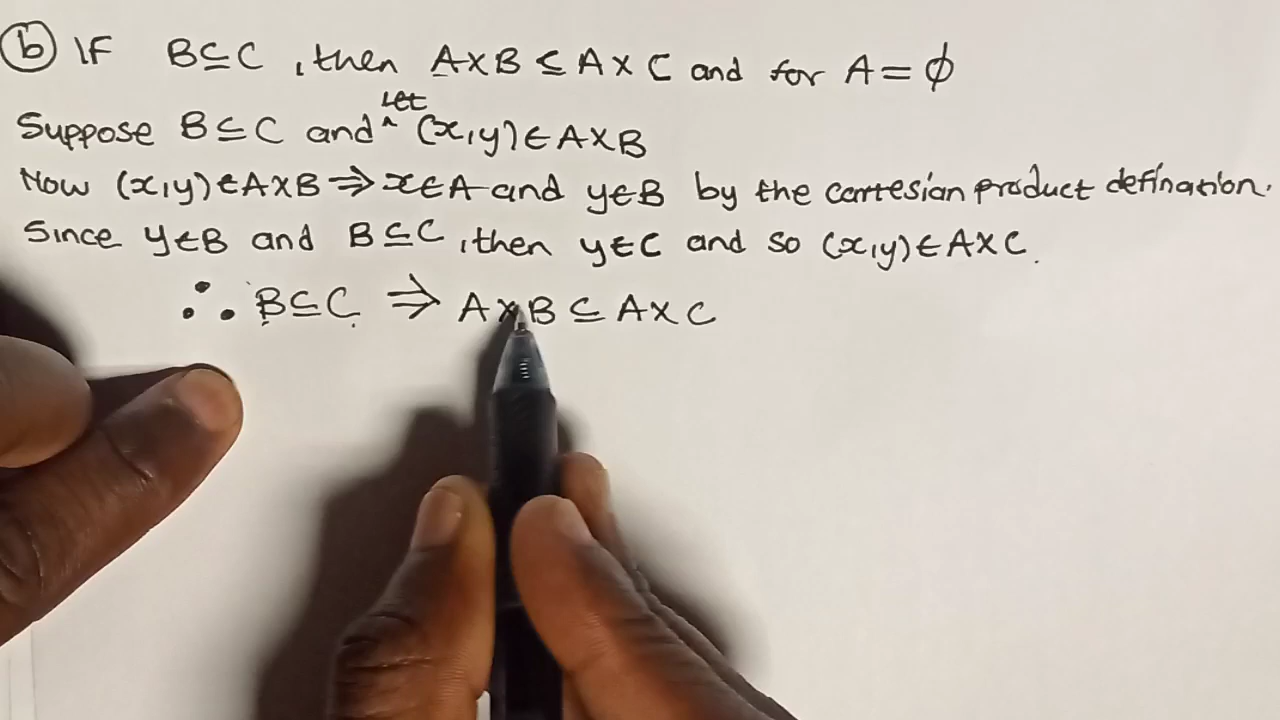 (b) IF B⊆C, then A×B ⊆ A×C and for A = ϕ
Suppose B⊆C and ^ let (x,y)∈A×B
Now (x,y)∈A×B ⇒ x∈A and y∈B by the cartesian product defination.
Since y∈B and B⊆C, then y∈C and so (x,y)∈A×C.
∴ B⊆C ⇒ A×B ⊆ A×C